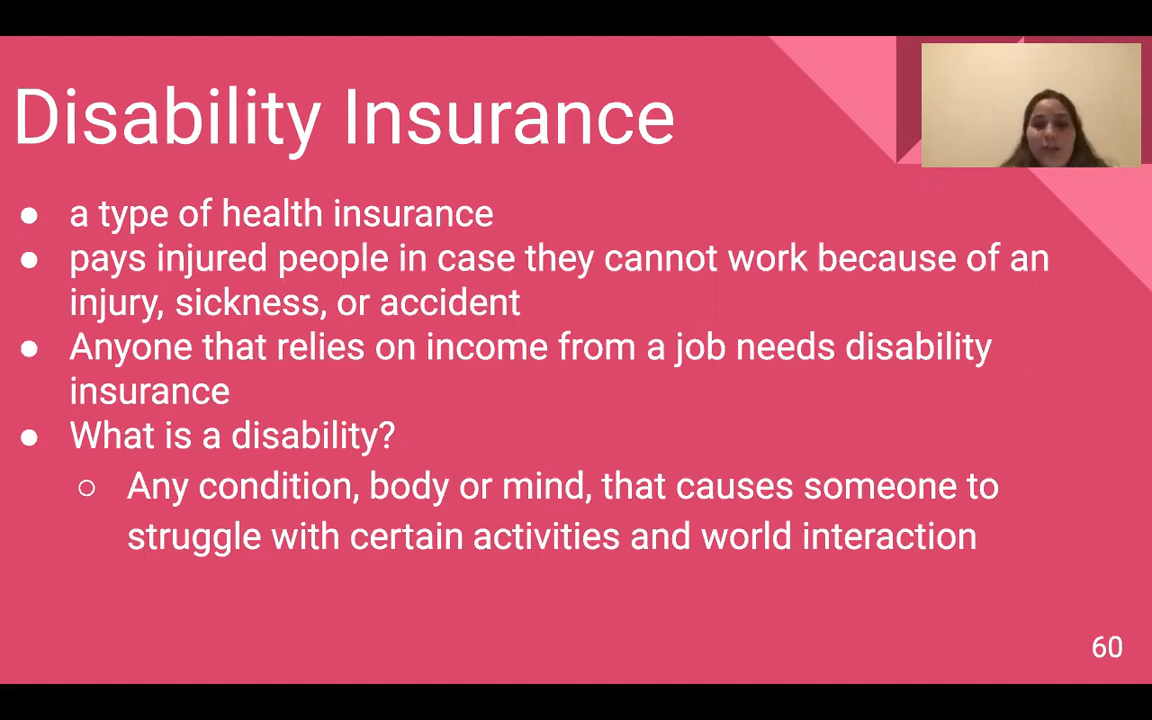 Disability Insurance
● a type of health insurance
● pays injured people in case they cannot work because of an
injury, sickness, or accident
● Anyone that relies on income from a job needs disability
insurance
● What is a disability?
○ Any condition, body or mind, that causes someone to
struggle with certain activities and world interaction
60